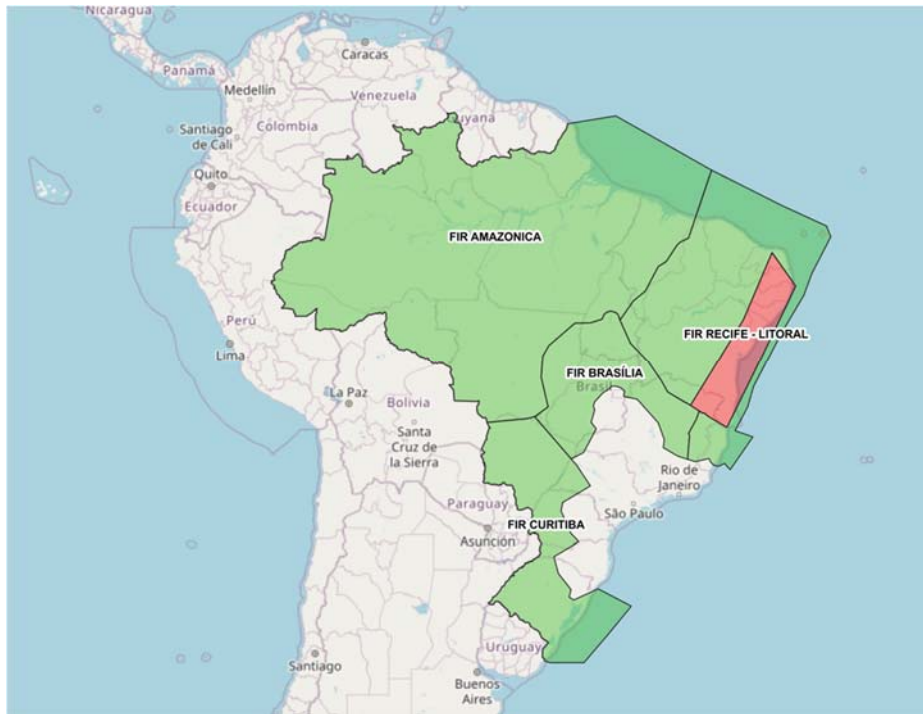 Nicaragua
Panamá
Caracas
Medellín
Venezuela
Guyana
Santiago
de Cali
Colombia
Quito
Ecuador
FIR AMAZONICA
Perú
Lima
FIR RECIFE - LITORAL
FIR BRASÍLIA
Brasil
La Paz
Bolivia
Santa
Cruz de
la Sierra
Rio de
Janeiro
Paraguay
São Paulo
FIR CURITIBA
Asunción
Uruguay
Santiago
Buenos
Aires